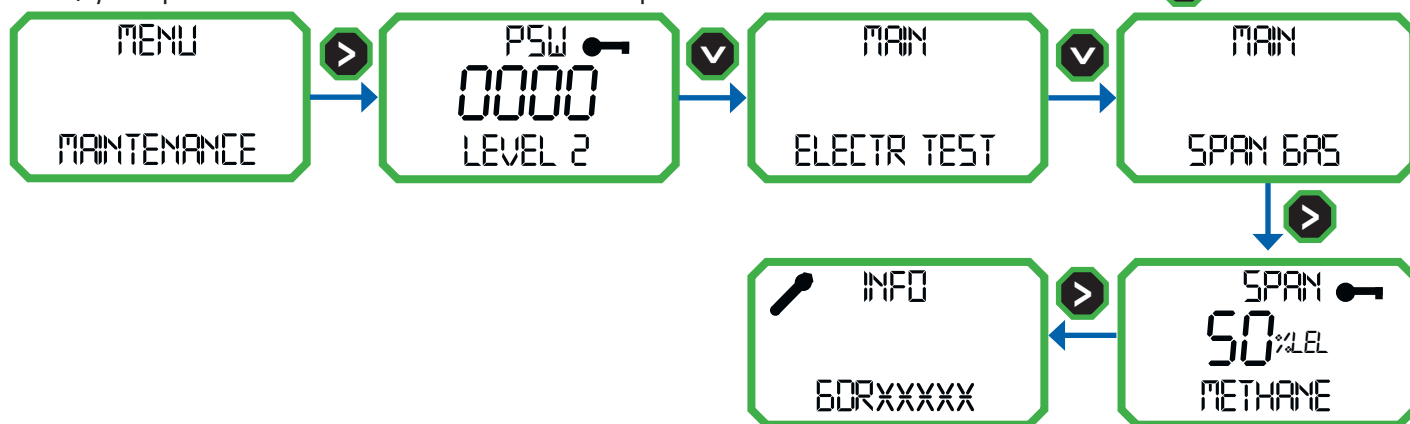 MENU
MAINTENANCE
>
PSW
0000
LEVEL 2
v
MAIN
ELECTR TEST
v
MAIN
SPAN GAS
>
SPAN
50 %LEL
METHANE
>
INFO
GDRXXXXX